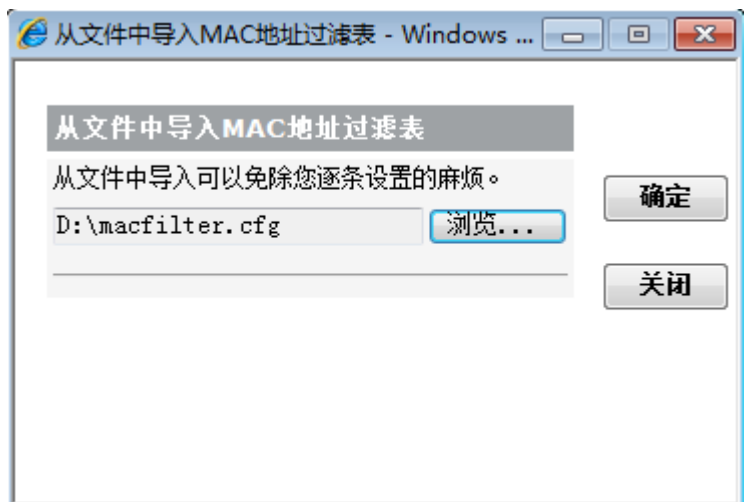 从文件中导入MAC地址过滤表 - Windows ...
从文件中导入MAC地址过滤表
从文件中导入可以免除您逐条设置的麻烦。
D:\macfilter.cfg
浏览...
确定
关闭